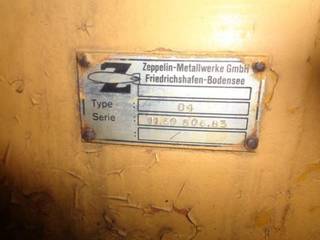 Z
Zeppelin-Metallwerke GmbH
Friedrichshafen-Bodensee
Type 04
Serie